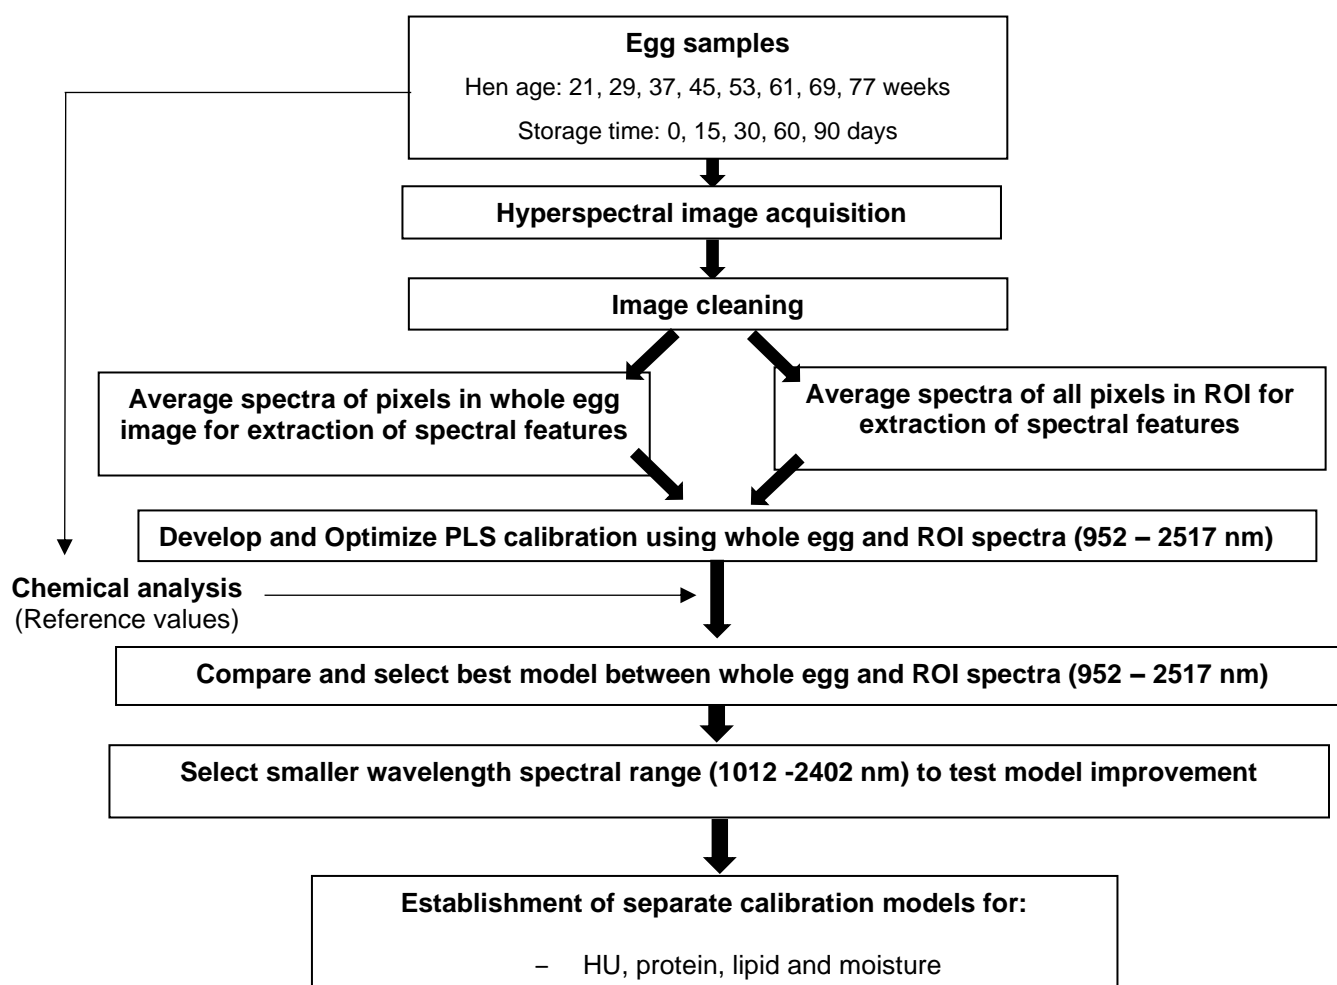 Egg samples
Hen age: 21, 29, 37, 45, 53, 61, 69, 77 weeks
Storage time: 0, 15, 30, 60, 90 days
Hyperspectral image acquisition
Image cleaning
Average spectra of pixels in whole egg
image for extraction of spectral features
Average spectra of all pixels in ROI for
extraction of spectral features
Develop and Optimize PLS calibration using whole egg and ROI spectra (952 – 2517 nm)
Chemical analysis
(Reference values)
Compare and select best model between whole egg and ROI spectra (952 – 2517 nm)
Select smaller wavelength spectral range (1012 -2402 nm) to test model improvement
Establishment of separate calibration models for:
– HU, protein, lipid and moisture